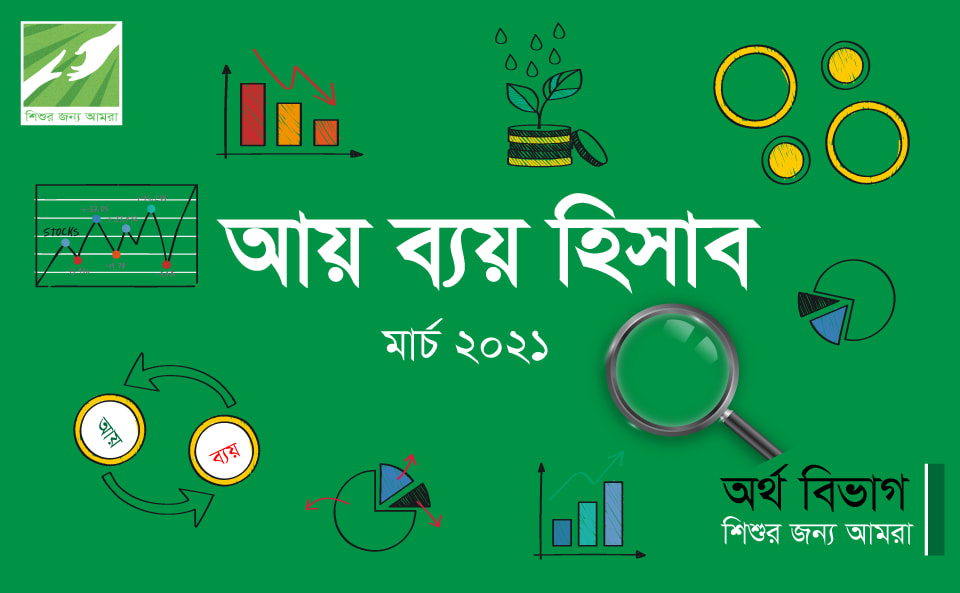 শিশুর জন্য আমরা
STOCKS
আয় ব্যয় হিসাব
মার্চ ২০২১
আয়
ব্যয়
অর্থ বিভাগ
শিশুর জন্য আমরা